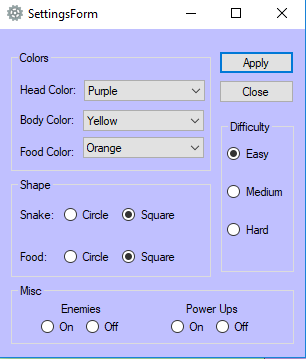 SettingsForm
Colors
Head Color: Purple
Body Color: Yellow
Food Color: Orange
Apply
Close
Difficulty
Easy
Medium
Hard
Shape
Snake: Circle Square
Food: Circle Square
Misc
Enemies Power Ups
On Off On Off